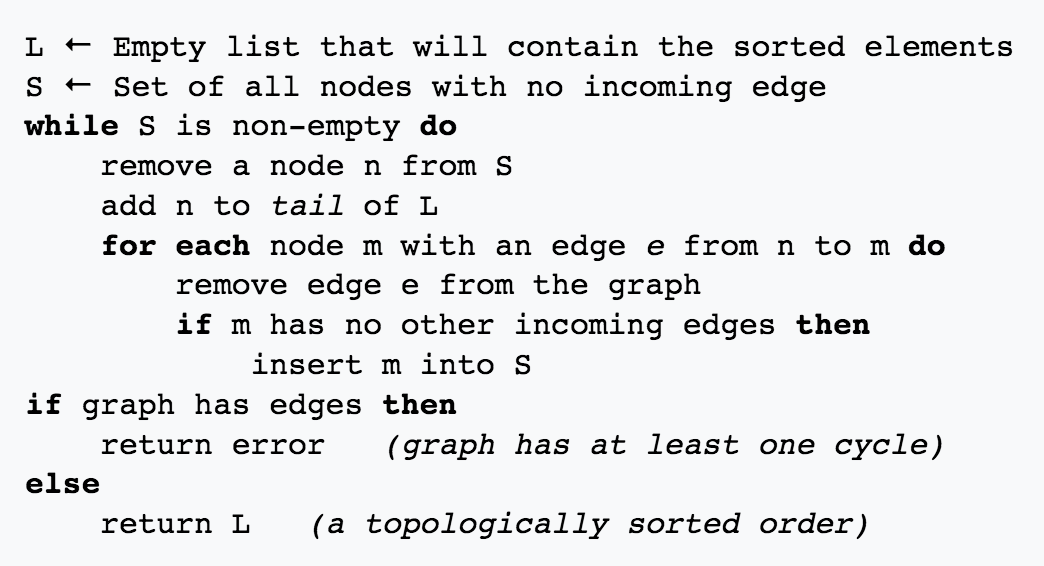 L ← Empty list that will contain the sorted elements
S ← Set of all nodes with no incoming edge
while S is non-empty do
    remove a node n from S
    add n to tail of L
    for each node m with an edge e from n to m do
        remove edge e from the graph
        if m has no other incoming edges then
            insert m into S
if graph has edges then
    return error   (graph has at least one cycle)
else
    return L   (a topologically sorted order)